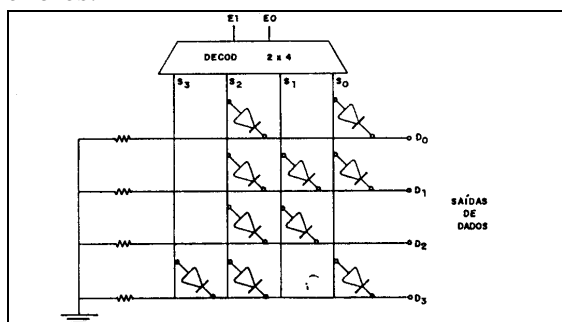 E1 E0
DECOD 2 x 4
S3 S2 S1 S0
D0
D1
SAÍDAS
DE
DADOS
D2
D3